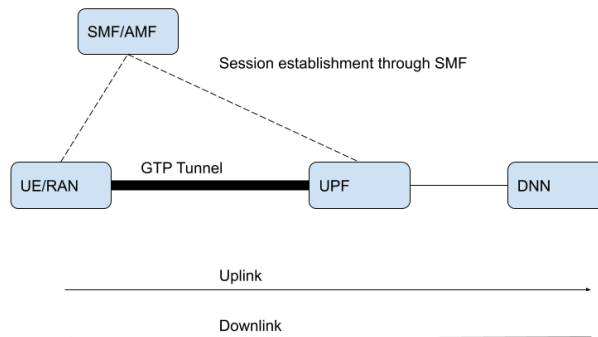 SMF/AMF
Session establishment through SMF
GTP Tunnel
UE/RAN
UPF
DNN
Uplink
Downlink